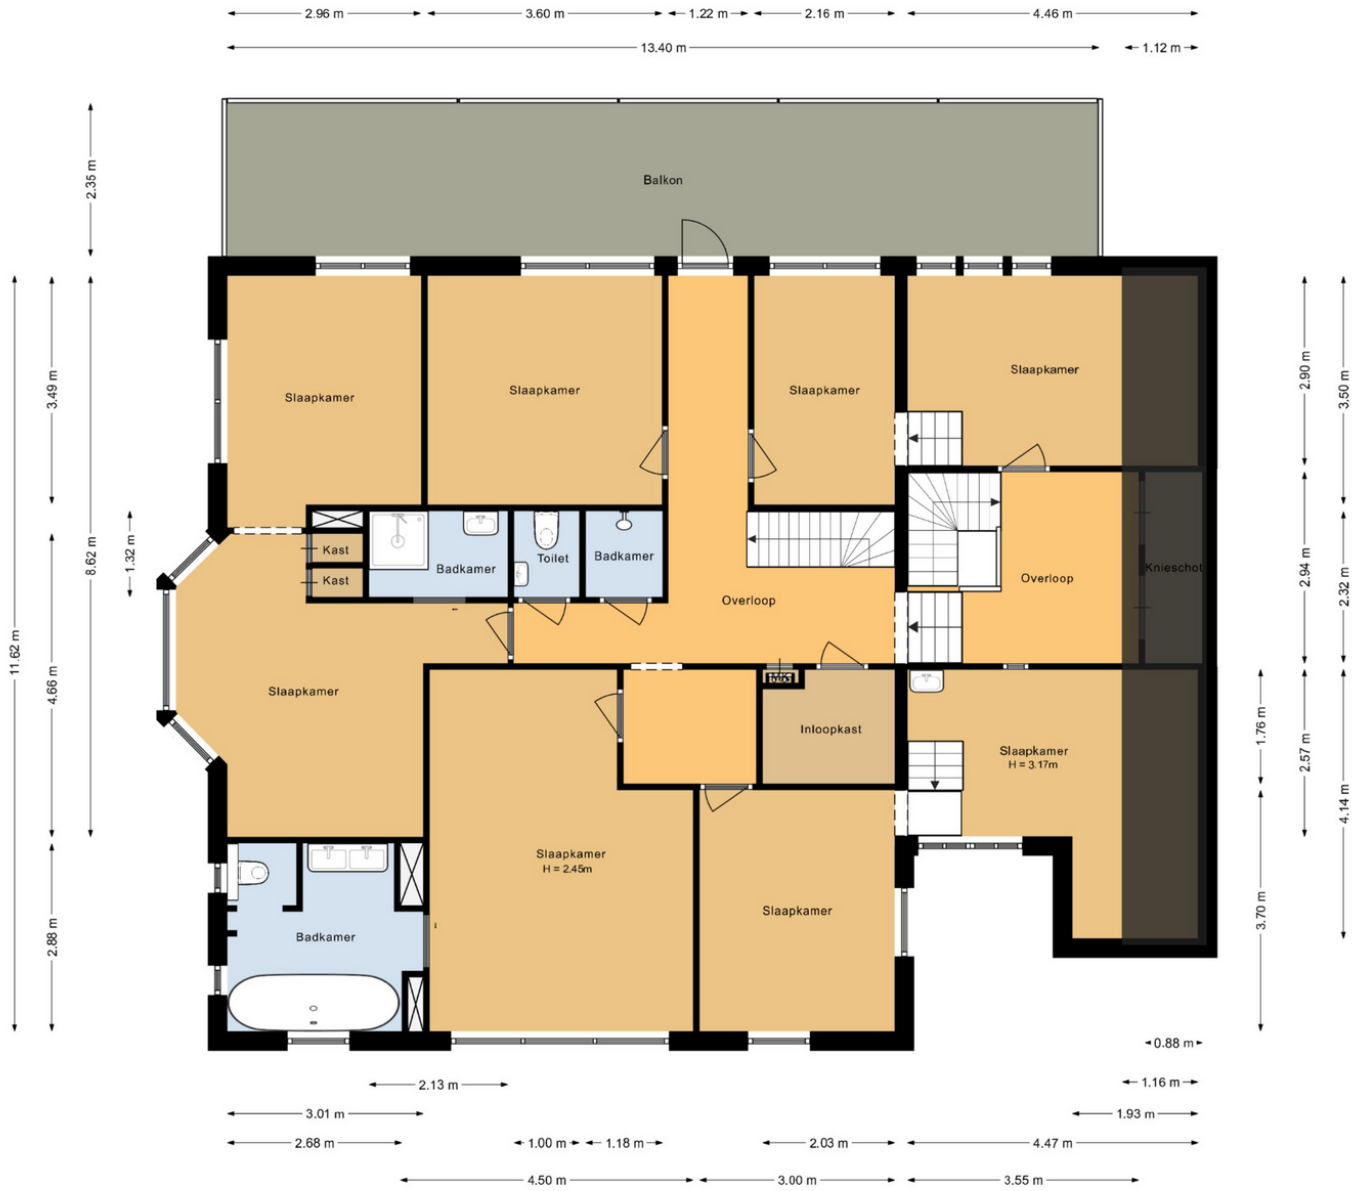 2.96 m
3.60 m
1.22 m
2.16 m
4.46 m
13.40 m
1.12 m
2.35 m
Balkon
11.62 m
8.62 m
3.49 m
4.66 m
2.88 m
1.32 m
Slaapkamer
Slaapkamer
Slaapkamer
Slaapkamer
2.90 m
3.50 m
2.94 m
2.32 m
Kast
Kast
Badkamer
Toilet
Badkamer
Overloop
Overloop
Knieschot
Slaapkamer
Inloopkast
Slaapkamer
H = 3.17m
1.76 m
2.57 m
4.14 m
3.70 m
Slaapkamer
H = 2.45m
Slaapkamer
Badkamer
0.88 m
2.13 m
1.16 m
3.01 m
1.93 m
2.68 m
1.00 m
1.18 m
2.03 m
4.47 m
4.50 m
3.00 m
3.55 m